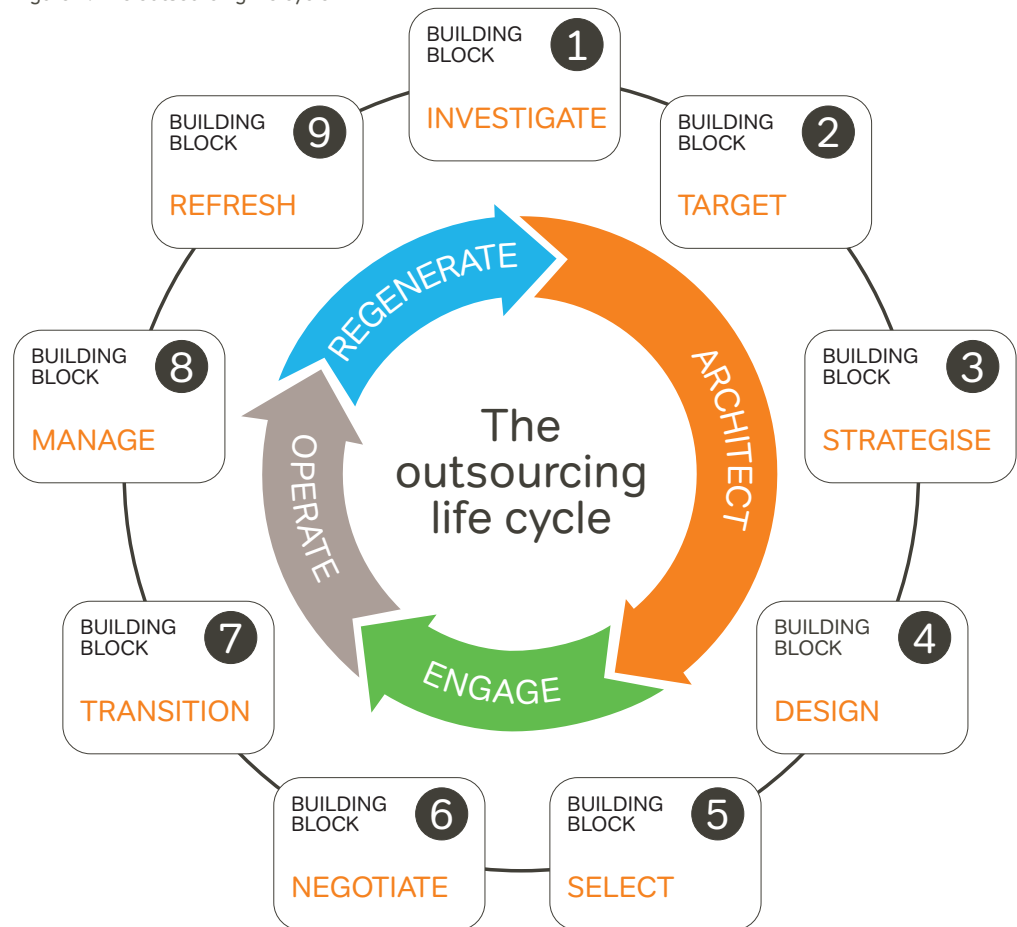 BUILDING
BLOCK
1
INVESTIGATE
BUILDING
BLOCK
2
TARGET
BUILDING
BLOCK
3
STRATEGISE
BUILDING
BLOCK
4
DESIGN
BUILDING
BLOCK
5
SELECT
BUILDING
BLOCK
6
NEGOTIATE
BUILDING
BLOCK
7
TRANSITION
BUILDING
BLOCK
8
MANAGE
BUILDING
BLOCK
9
REFRESH
ARCHITECT
ENGAGE
OPERATE
REGENERATE
The
outsourcing
life cycle